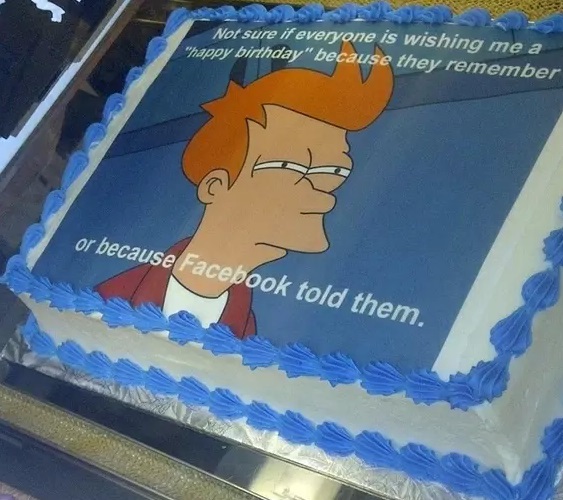 Not sure if everyone is wishing me a
"happy birthday" because they remember
or because Facebook told them.